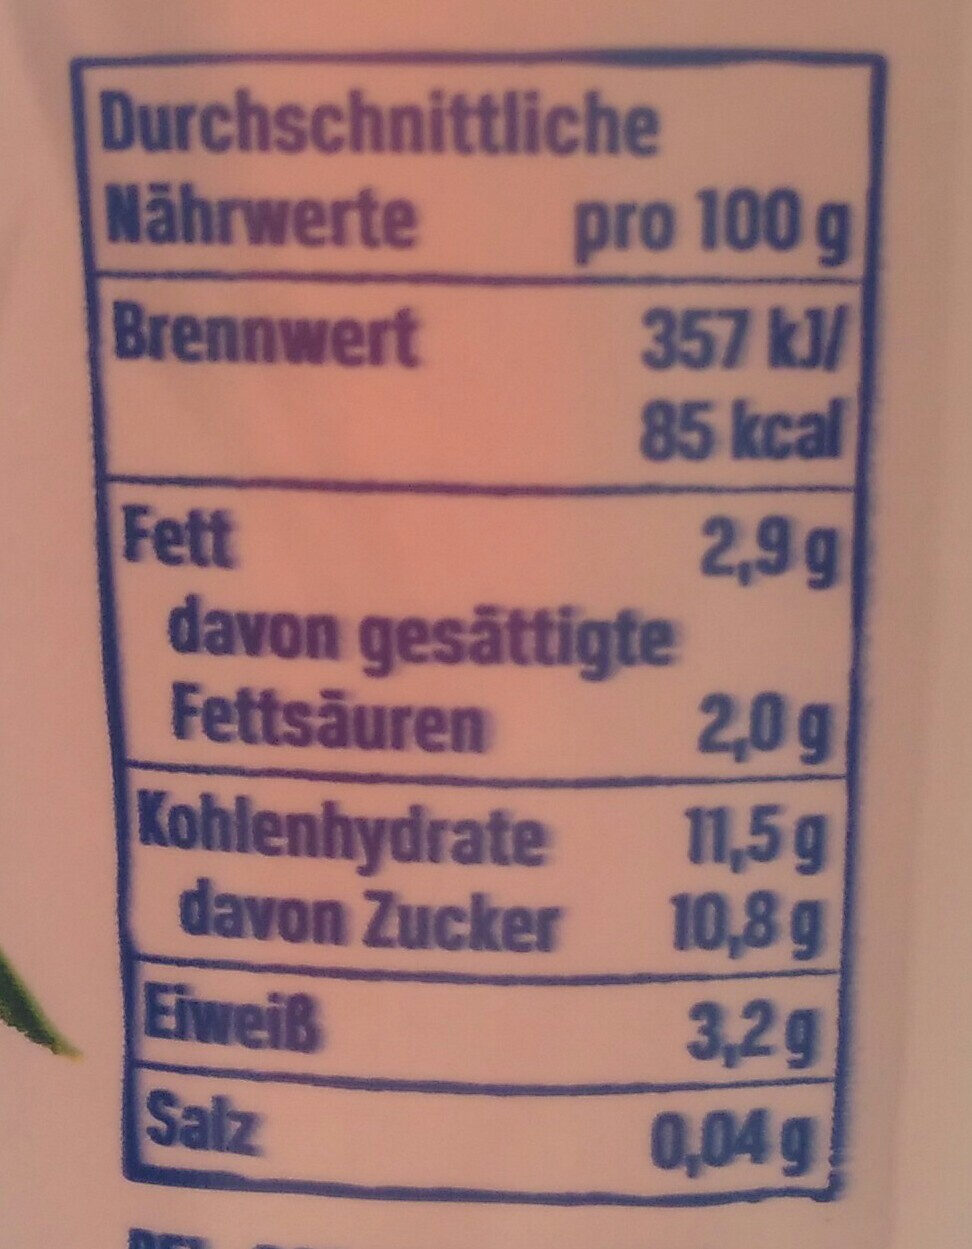 Durchschnittliche
Nährwerte pro 100 g
Brennwert 357 kJ/
85 kcal
Fett 2,9 g
davon gesättigte
Fettsäuren 2,0 g
Kohlenhydrate 11,5 g
davon Zucker 10,8 g
Eiweiß 3,2 g
Salz 0,04 g